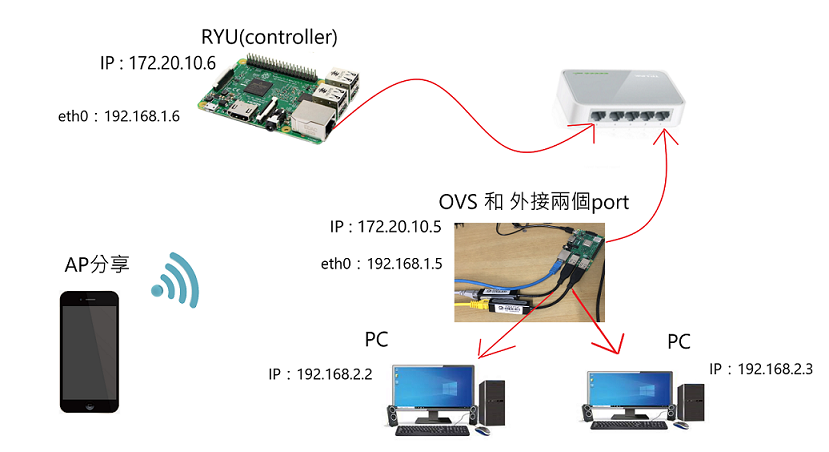 RYU(controller)
IP : 172.20.10.6
eth0：192.168.1.6
OVS 和 外接兩個port
IP : 172.20.10.5
eth0：192.168.1.5
AP分享
PC
IP：192.168.2.2
PC
IP：192.168.2.3